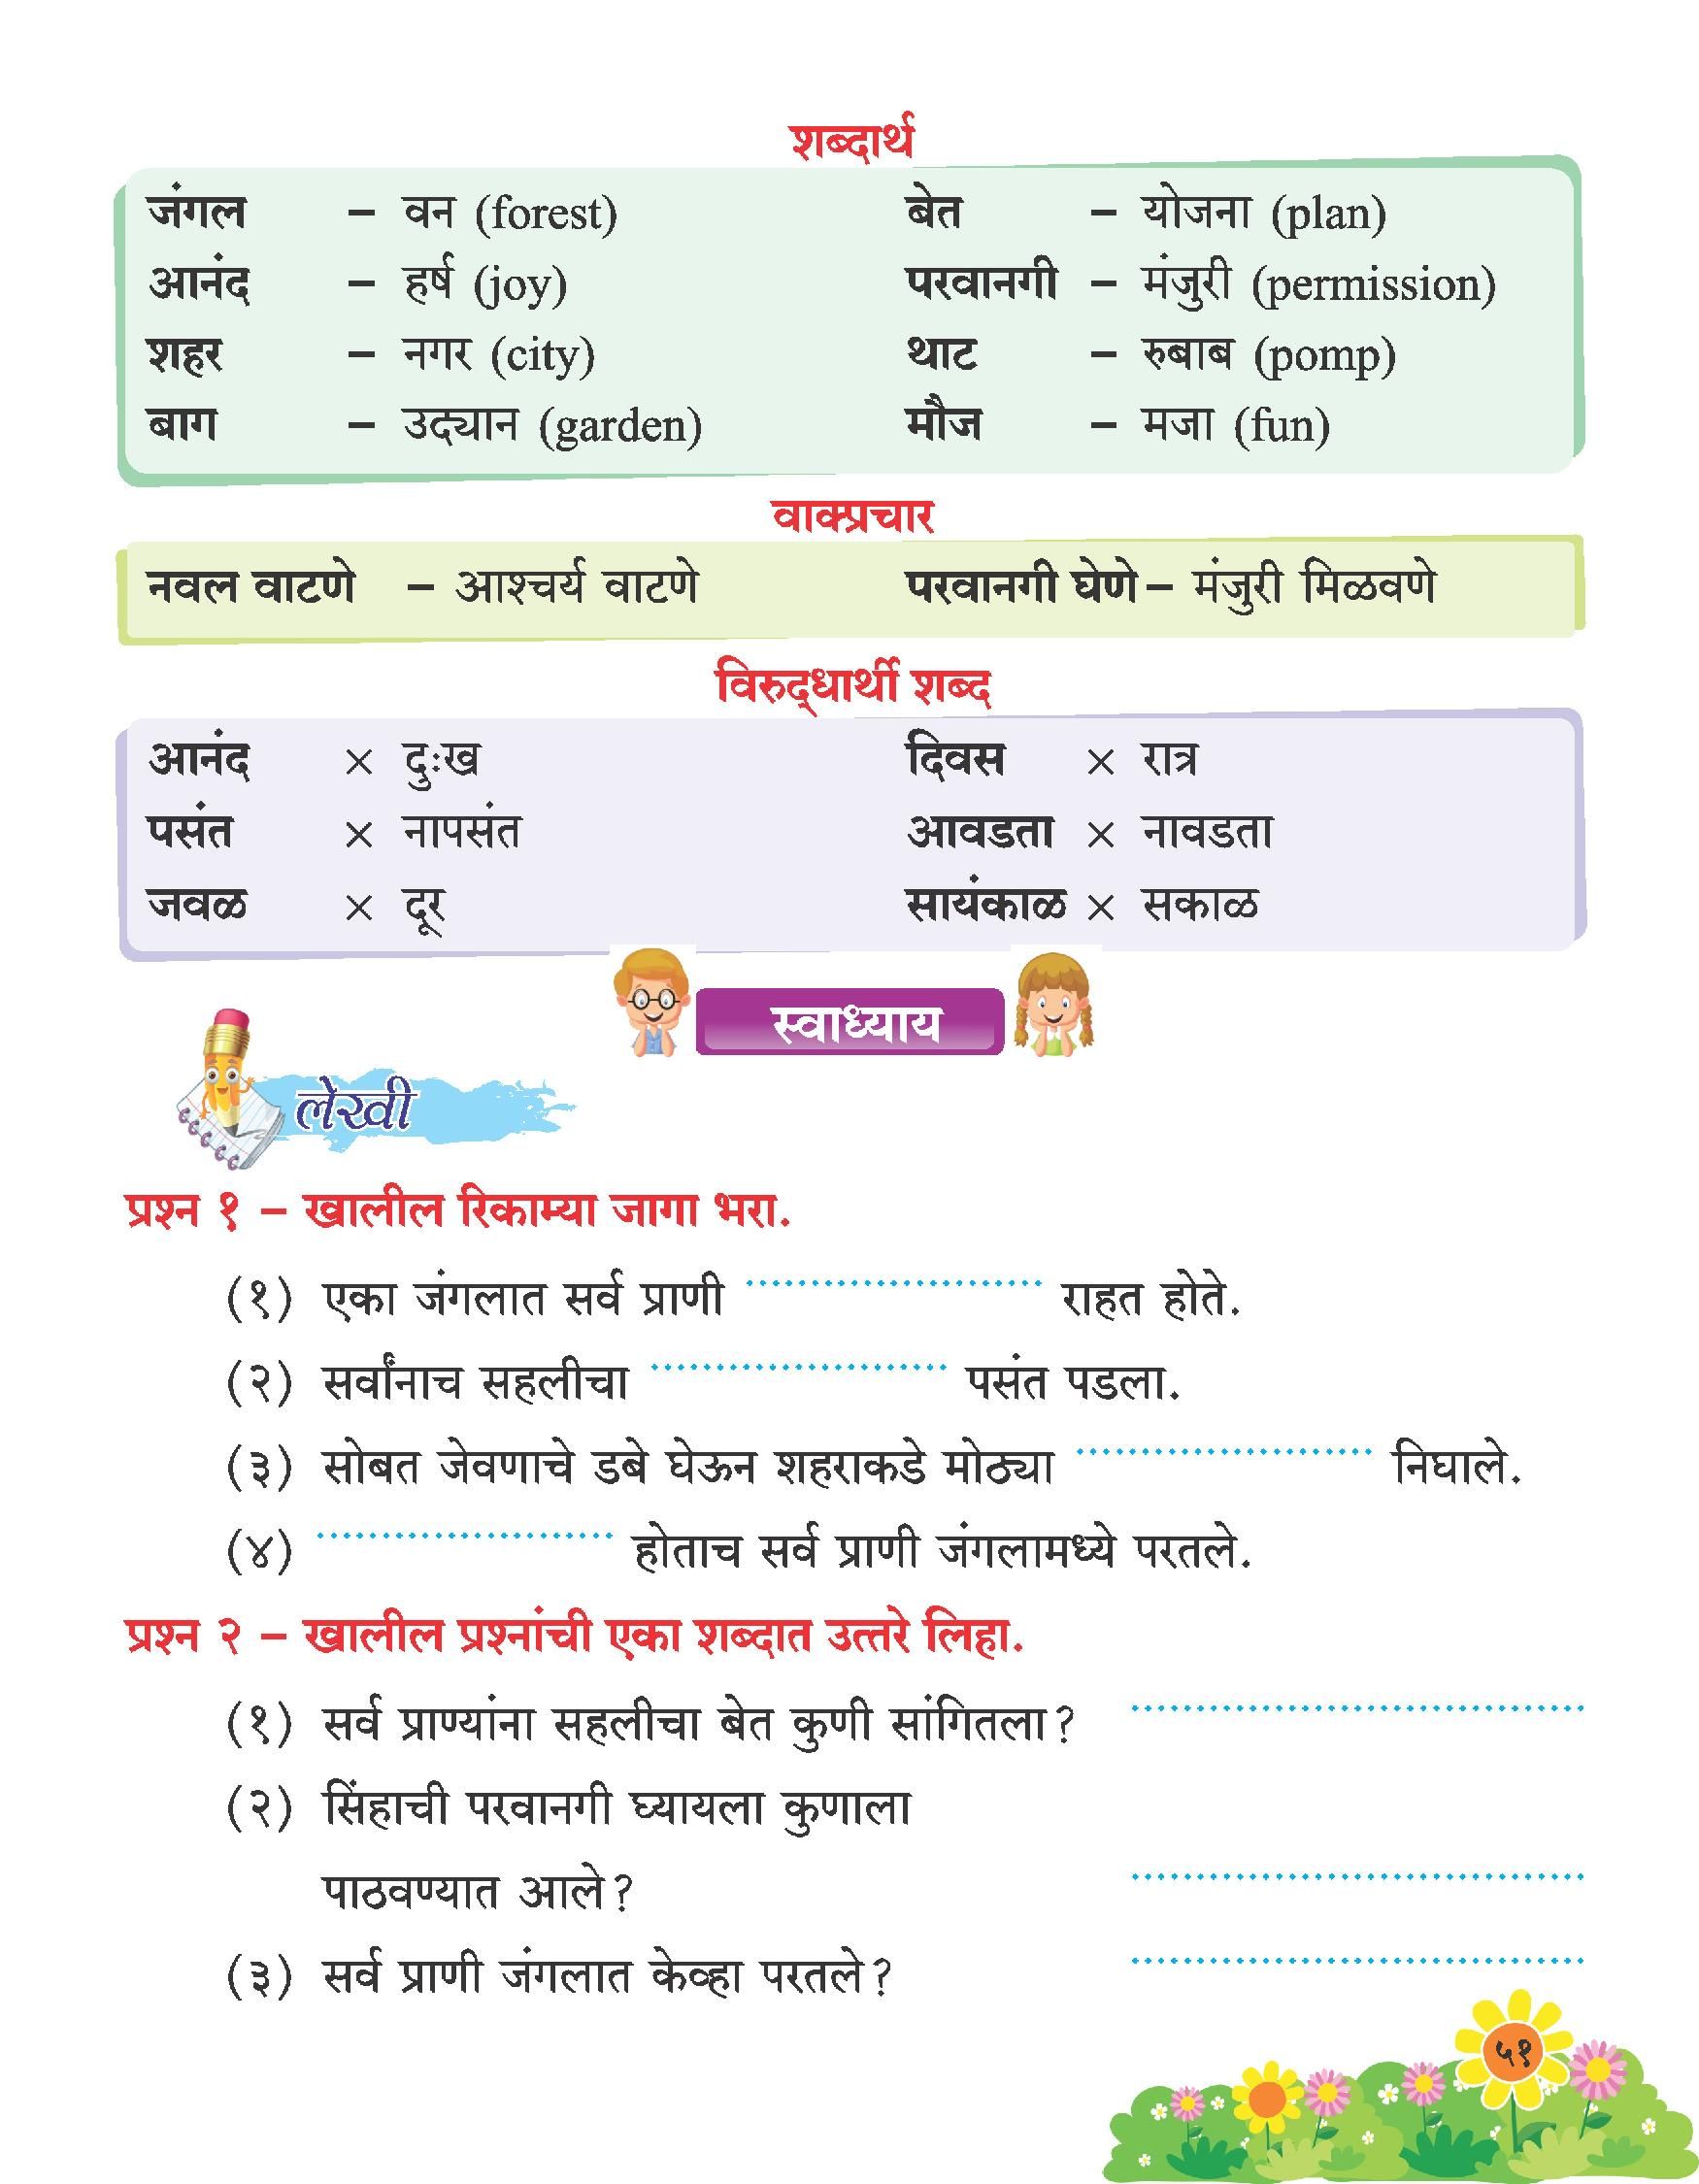 शब्दार्थ
जंगल – वन (forest) बेत – योजना (plan)
आनंद – हर्ष (joy) परवानगी – मंजुरी (permission)
शहर – नगर (city) थाट – रुबाब (pomp)
बाग – उद्यान (garden) मौज – मजा (fun)
वाक्प्रचार
नवल वाटणे – आश्चर्य वाटणे परवानगी घेणे – मंजुरी मिळवणे
विरुद्धार्थी शब्द
आनंद × दुःख दिवस × रात्र
पसंत × नापसंत आवडता × नावडता
जवळ × दूर सायंकाळ × सकाळ
स्वाध्याय
लेखी
प्रश्न १ – खालील रिकाम्या जागा भरा.
(१) एका जंगलात सर्व प्राणी ........................ राहत होते.
(२) सर्वांनाच सहलीचा ........................ पसंत पडला.
(३) सोबत जेवणाचे डबे घेऊन शहराकडे मोठ्या ........................ निघाले.
(४) ........................ होताच सर्व प्राणी जंगलामध्ये परतले.
प्रश्न २ – खालील प्रश्नांची एका शब्दात उत्तरे लिहा.
(१) सर्व प्राण्यांना सहलीचा बेत कुणी सांगितला? ........................
(२) सिंहाची परवानगी घ्यायला कुणाला
पाठवण्यात आले? ........................
(३) सर्व प्राणी जंगलात केव्हा परतले? ........................
५१